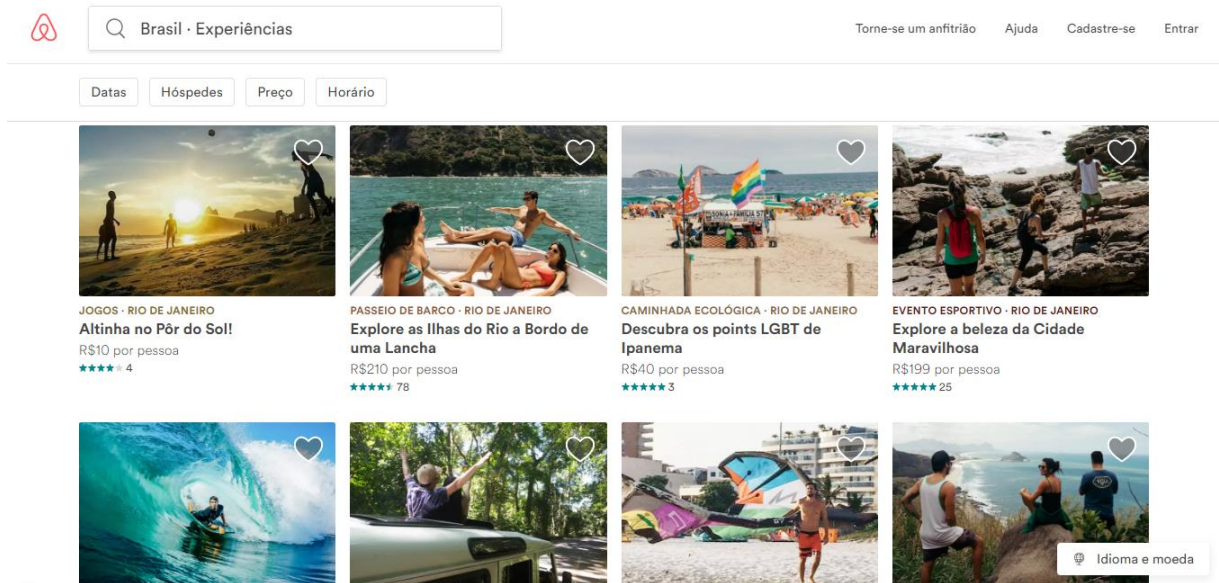 Brasil · Experiências
Torne-se um anfitrião
Ajuda
Cadastre-se
Entrar
Datas
Hóspedes
Preço
Horário
JOGOS · RIO DE JANEIRO
Altinha no Pôr do Sol!
R$10 por pessoa
4
PASSEIO DE BARCO · RIO DE JANEIRO
Explore as Ilhas do Rio a Bordo de
uma Lancha
R$210 por pessoa
78
CAMINHADA ECOLÓGICA · RIO DE JANEIRO
Descubra os points LGBT de
Ipanema
R$40 por pessoa
3
EVENTO ESPORTIVO · RIO DE JANEIRO
Explore a beleza da Cidade
Maravilhosa
R$199 por pessoa
25
Idioma e moeda